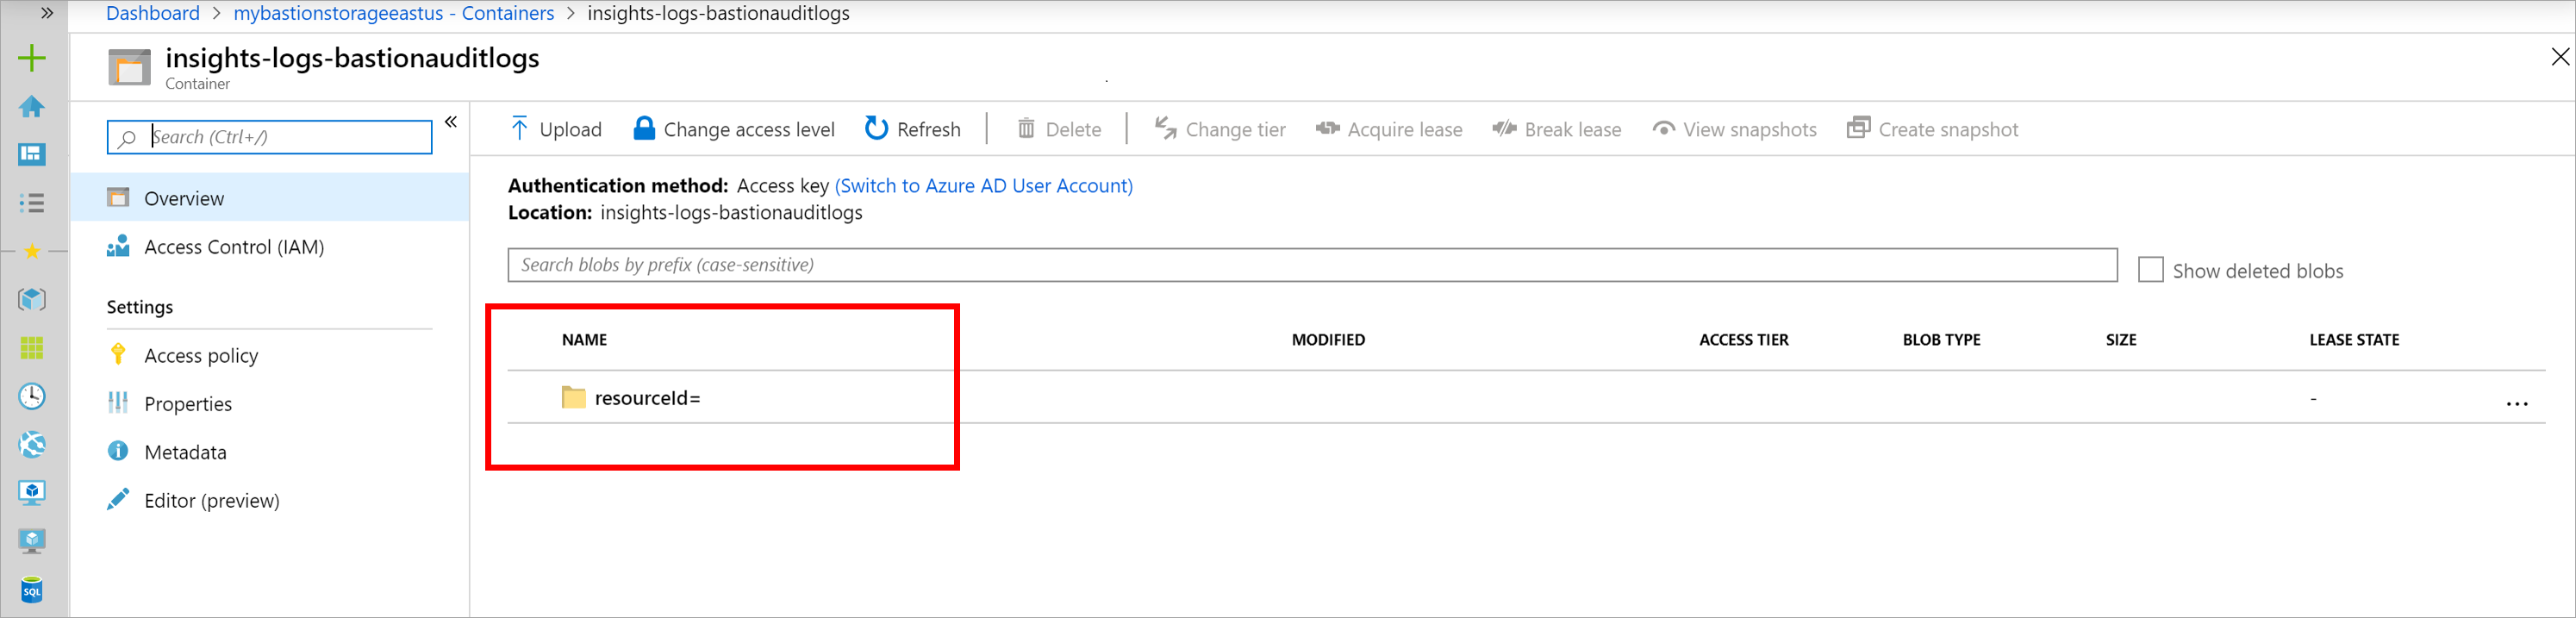 Dashboard > mybastionstorageeastus - Containers > insights-logs-bastionauditlogs
insights-logs-bastionauditlogs
Container
Search (Ctrl+/)
Overview
Access Control (IAM)
Settings
Access policy
Properties
Metadata
Editor (preview)
Upload Change access level Refresh Delete Change tier Acquire lease Break lease View snapshots Create snapshot
Authentication method: Access key (Switch to Azure AD User Account)
Location: insights-logs-bastionauditlogs
Search blobs by prefix (case-sensitive) Show deleted blobs
NAME MODIFIED ACCESS TIER BLOB TYPE SIZE LEASE STATE
resourceId= - ...
SQL